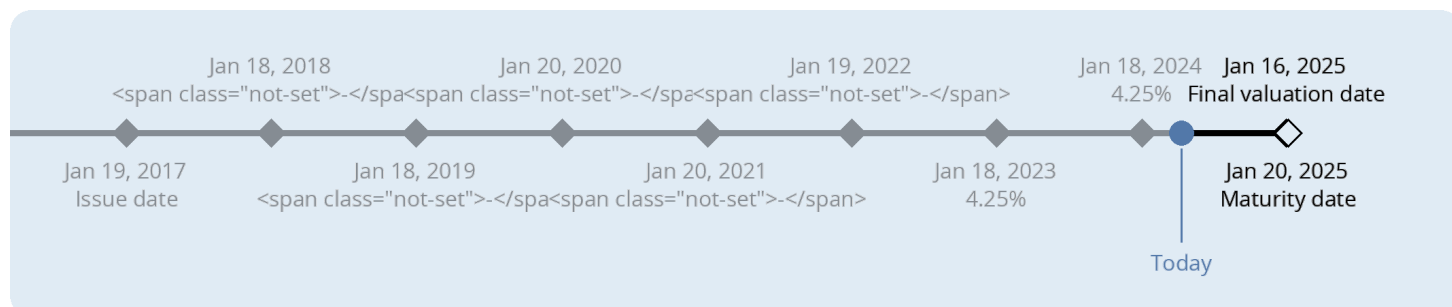 Jan 18, 2018
<span class="not-set">-</spa
Jan 20, 2020
<span class="not-set">-</spa
Jan 19, 2022
<span class="not-set">-</span>
Jan 18, 2024
4.25%
Jan 16, 2025
Final valuation date
Jan 19, 2017
Issue date
Jan 18, 2019
<span class="not-set">-</spa
Jan 20, 2021
<span class="not-set">-</span>
Jan 18, 2023
4.25%
Jan 20, 2025
Maturity date
Today